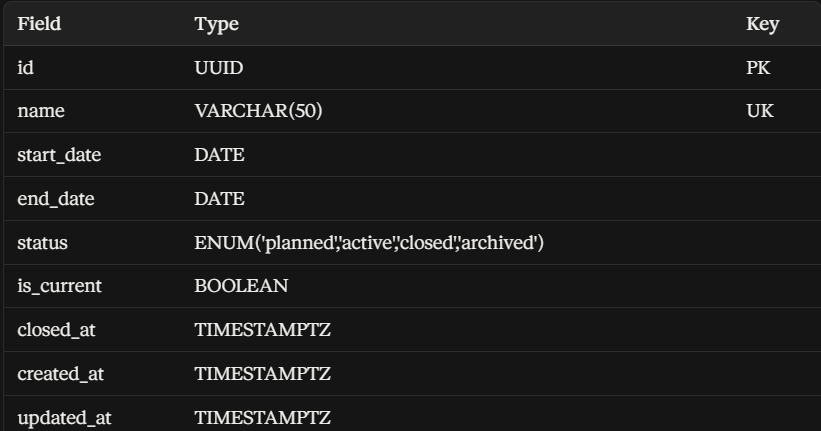 Field Type Key
id UUID PK
name VARCHAR(50) UK
start_date DATE
end_date DATE
status ENUM('planned','active','closed','archived')
is_current BOOLEAN
closed_at TIMESTAMPTZ
created_at TIMESTAMPTZ
updated_at TIMESTAMPTZ